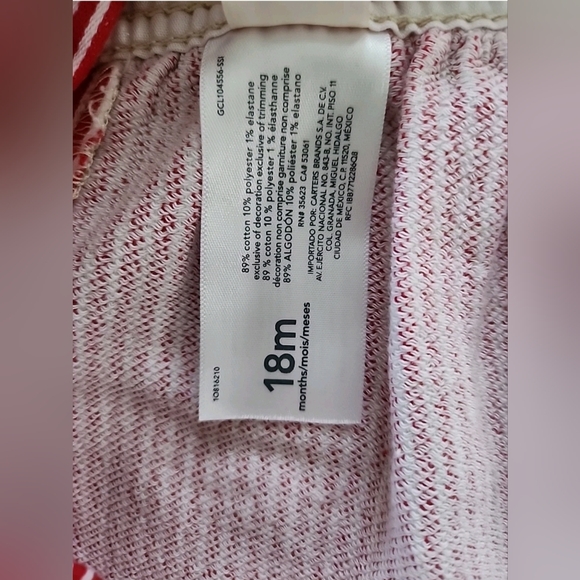 GCL104556-SS1
89% cotton 10% polyester 1% elastane
exclusive of decoration exclusive of trimming
89 % coton 10 % polyester 1 % élasthanne
décoration non comprise garniture non comprise
89% ALGODÓN 10% poliéster 1% elastano
RN# 35623 CA# 53061
IMPORTADO POR: CARTERS BRANDS S.A. DE C.V.
AV. EJÉRCITO NACIONAL NO. 843-B, NO. INT. PISO 11
COL. GRANADA, MIGUEL HIDALGO
CIUDAD DE MÉXICO, C.P. 11520, MÉXICO
RFC IBB771228GQ8
1O816210
18m
months/mois/meses